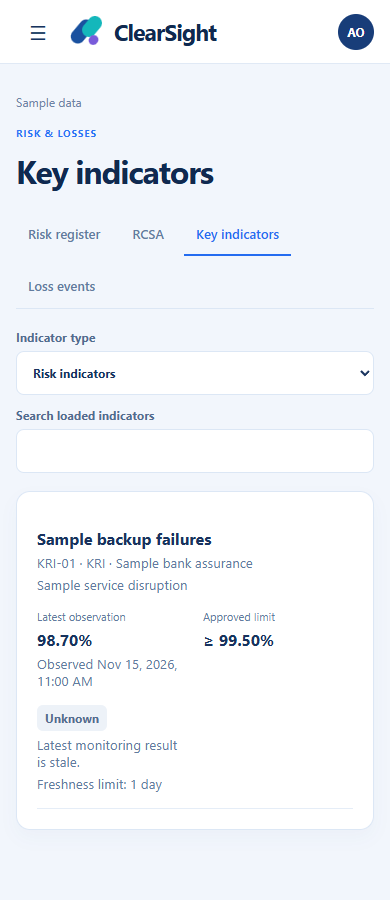 ☰ ClearSight AO
Sample data
RISK & LOSSES
Key indicators
Risk register RCSA Key indicators
Loss events
Indicator type
Risk indicators
Search loaded indicators
Sample backup failures
KRI-01 · KRI · Sample bank assurance
Sample service disruption
Latest observation Approved limit
98.70% ≥ 99.50%
Observed Nov 15, 2026,
11:00 AM
Unknown
Latest monitoring result
is stale.
Freshness limit: 1 day